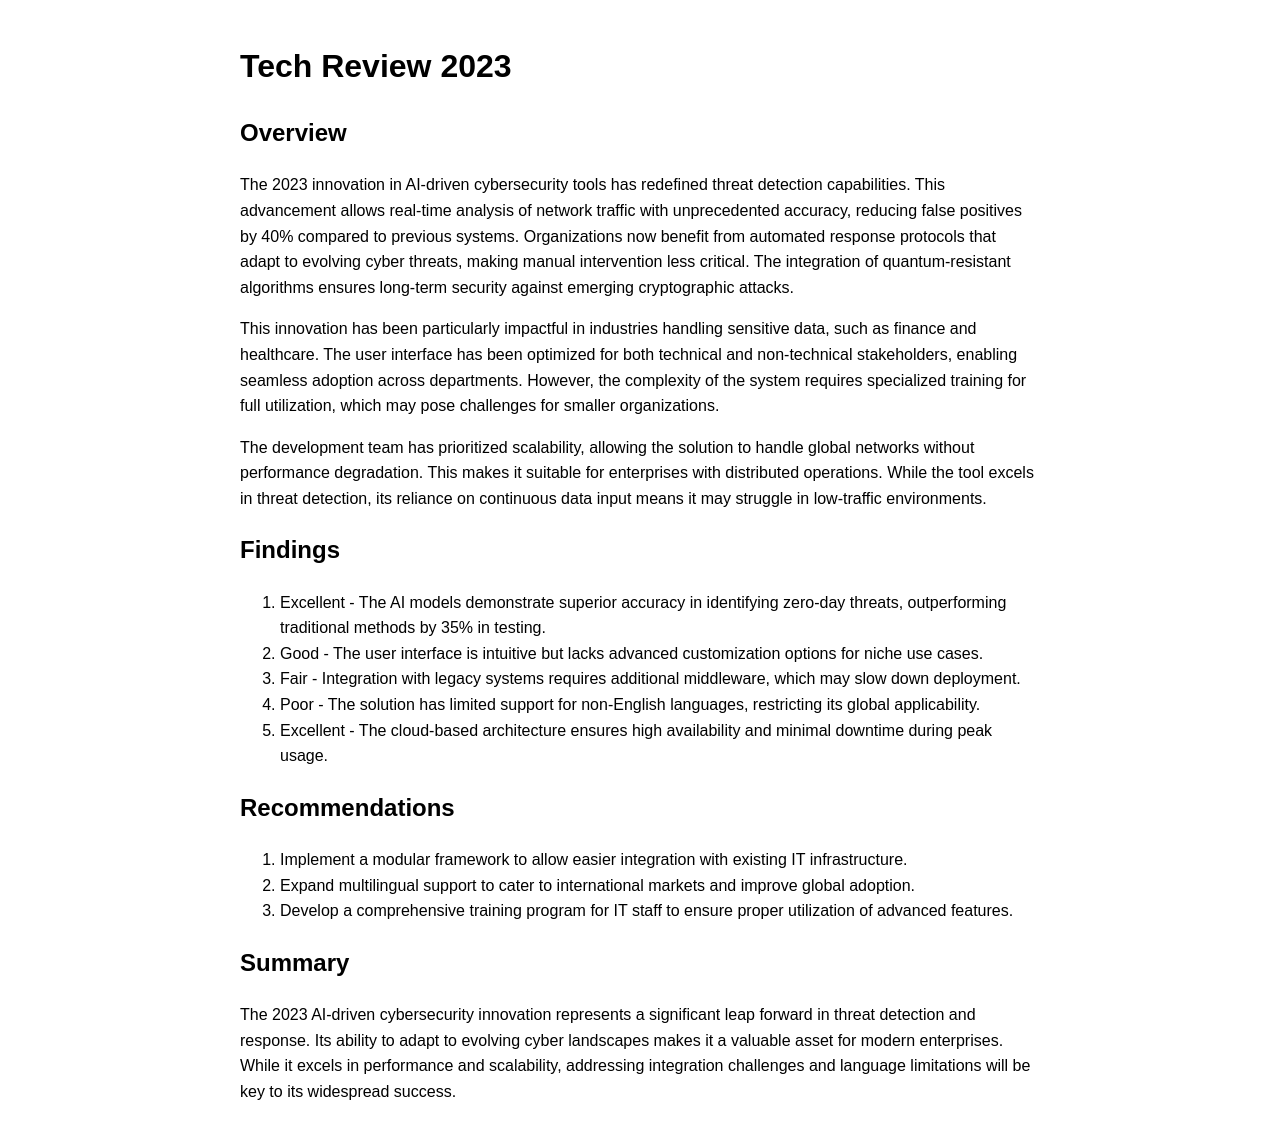 Tech Review 2023
Overview
The 2023 innovation in AI-driven cybersecurity tools has redefined threat detection capabilities. This
advancement allows real-time analysis of network traffic with unprecedented accuracy, reducing false positives
by 40% compared to previous systems. Organizations now benefit from automated response protocols that
adapt to evolving cyber threats, making manual intervention less critical. The integration of quantum-resistant
algorithms ensures long-term security against emerging cryptographic attacks.
This innovation has been particularly impactful in industries handling sensitive data, such as finance and
healthcare. The user interface has been optimized for both technical and non-technical stakeholders, enabling
seamless adoption across departments. However, the complexity of the system requires specialized training for
full utilization, which may pose challenges for smaller organizations.
The development team has prioritized scalability, allowing the solution to handle global networks without
performance degradation. This makes it suitable for enterprises with distributed operations. While the tool excels
in threat detection, its reliance on continuous data input means it may struggle in low-traffic environments.
Findings
1. Excellent - The AI models demonstrate superior accuracy in identifying zero-day threats, outperforming
traditional methods by 35% in testing.
2. Good - The user interface is intuitive but lacks advanced customization options for niche use cases.
3. Fair - Integration with legacy systems requires additional middleware, which may slow down deployment.
4. Poor - The solution has limited support for non-English languages, restricting its global applicability.
5. Excellent - The cloud-based architecture ensures high availability and minimal downtime during peak
usage.
Recommendations
1. Implement a modular framework to allow easier integration with existing IT infrastructure.
2. Expand multilingual support to cater to international markets and improve global adoption.
3. Develop a comprehensive training program for IT staff to ensure proper utilization of advanced features.
Summary
The 2023 AI-driven cybersecurity innovation represents a significant leap forward in threat detection and
response. Its ability to adapt to evolving cyber landscapes makes it a valuable asset for modern enterprises.
While it excels in performance and scalability, addressing integration challenges and language limitations will be
key to its widespread success.